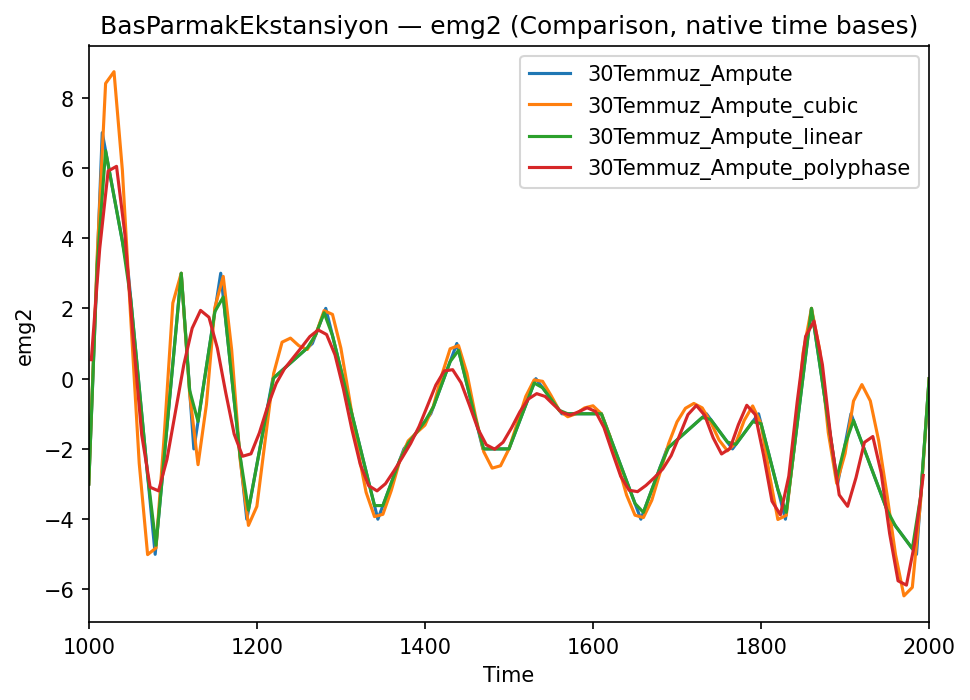 BasParmakEkstansiyon — emg2 (Comparison, native time bases)
30Temmuz_Ampute
30Temmuz_Ampute_cubic
30Temmuz_Ampute_linear
30Temmuz_Ampute_polyphase
emg2
8
6
4
2
0
−2
−4
−6
1000 1200 1400 1600 1800 2000
Time